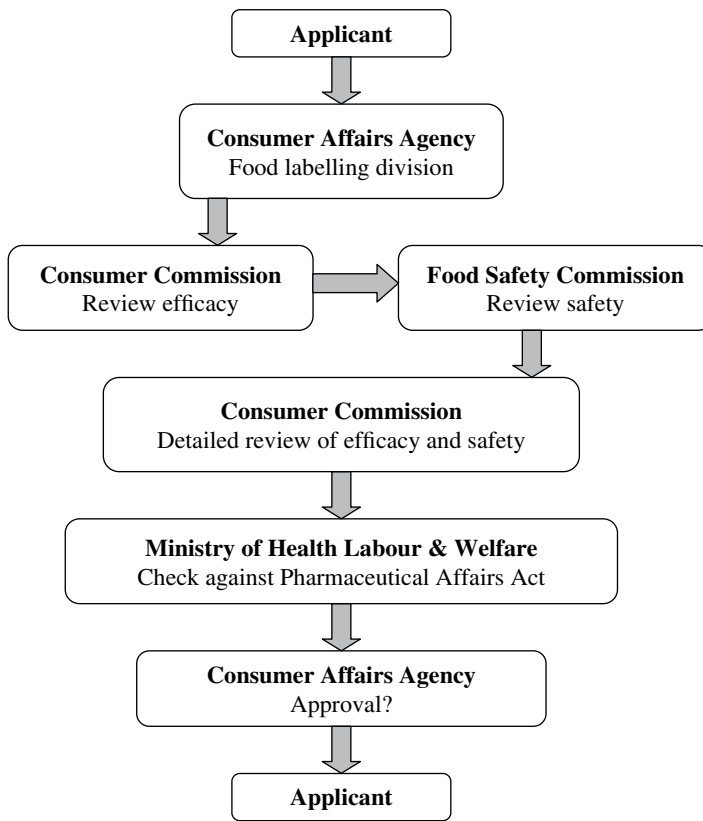 Applicant
Consumer Affairs Agency
Food labelling division
Consumer Commission
Review efficacy
Food Safety Commission
Review safety
Consumer Commission
Detailed review of efficacy and safety
Ministry of Health Labour & Welfare
Check against Pharmaceutical Affairs Act
Consumer Affairs Agency
Approval?
Applicant